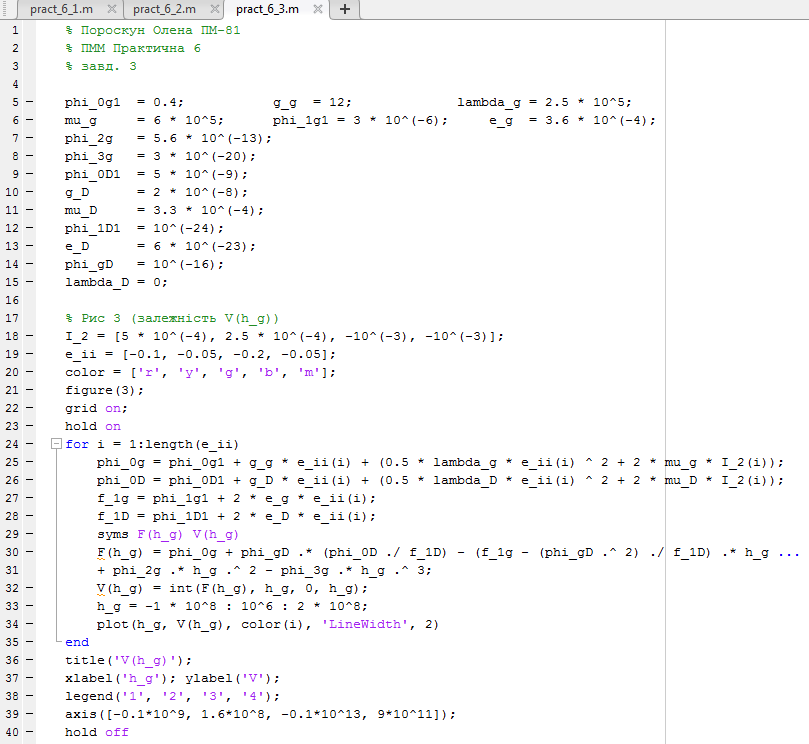 pract_6_1.m × pract_6_2.m × pract_6_3.m × +
1 % Пороскун Олена ПМ-81
2 % ПММ Практична 6
3 % завд. 3
4
5 − phi_0g1 = 0.4; g_g = 12; lambda_g = 2.5 * 10^5;
6 − mu_g = 6 * 10^5; phi_1g1 = 3 * 10^(-6); e_g = 3.6 * 10^(-4);
7 − phi_2g = 5.6 * 10^(-13);
8 − phi_3g = 3 * 10^(-20);
9 − phi_0D1 = 5 * 10^(-9);
10 − g_D = 2 * 10^(-8);
11 − mu_D = 3.3 * 10^(-4);
12 − phi_1D1 = 10^(-24);
13 − e_D = 6 * 10^(-23);
14 − phi_gD = 10^(-16);
15 − lambda_D = 0;
16
17 % Рис 3 (залежність V(h_g))
18 − I_2 = [5 * 10^(-4), 2.5 * 10^(-4), -10^(-3), -10^(-3)];
19 − e_ii = [-0.1, -0.05, -0.2, -0.05];
20 − color = ['r', 'y', 'g', 'b', 'm'];
21 − figure(3);
22 − grid on;
23 − hold on
24 − for i = 1:length(e_ii)
25 − phi_0g = phi_0g1 + g_g * e_ii(i) + (0.5 * lambda_g * e_ii(i) ^ 2 + 2 * mu_g * I_2(i));
26 − phi_0D = phi_0D1 + g_D * e_ii(i) + (0.5 * lambda_D * e_ii(i) ^ 2 + 2 * mu_D * I_2(i));
27 − f_1g = phi_1g1 + 2 * e_g * e_ii(i);
28 − f_1D = phi_1D1 + 2 * e_D * e_ii(i);
29 − syms F(h_g) V(h_g)
30 − F(h_g) = phi_0g + phi_gD .* (phi_0D ./ f_1D) - (f_1g - (phi_gD .^ 2) ./ f_1D) .* h_g ...
31 + phi_2g .* h_g .^ 2 - phi_3g .* h_g .^ 3;
32 − V(h_g) = int(F(h_g), h_g, 0, h_g);
33 − h_g = -1 * 10^8 : 10^6 : 2 * 10^8;
34 − plot(h_g, V(h_g), color(i), 'LineWidth', 2)
35 − end
36 − title('V(h_g)');
37 − xlabel('h_g'); ylabel('V');
38 − legend('1', '2', '3', '4');
39 − axis([-0.1*10^9, 1.6*10^8, -0.1*10^13, 9*10^11]);
40 − hold off